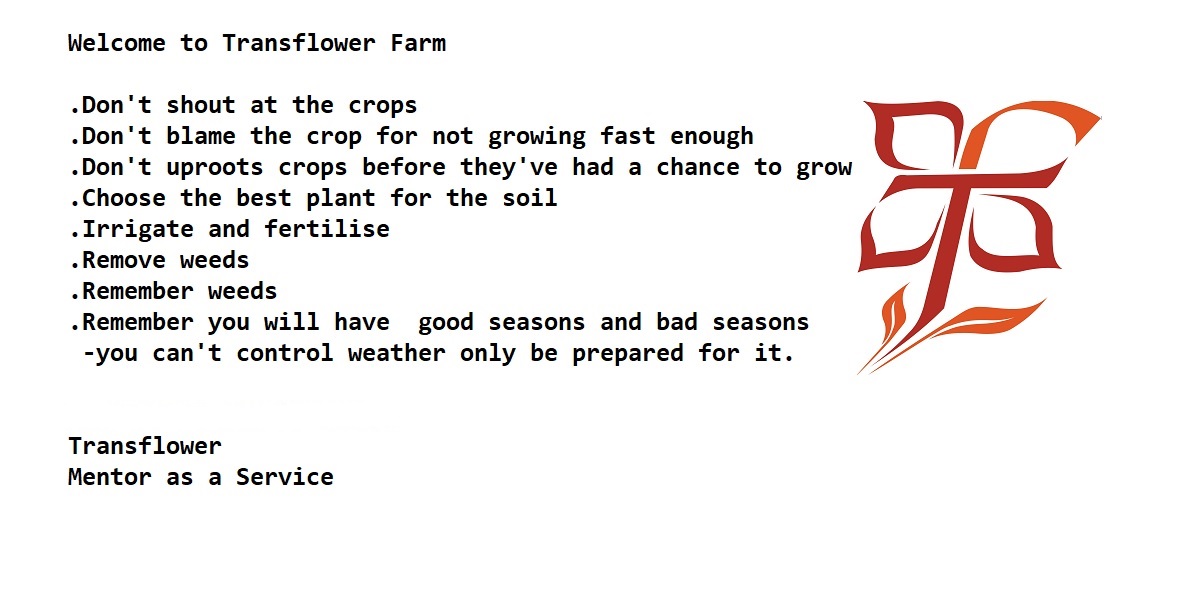 Welcome to Transflower Farm
.Don't shout at the crops
.Don't blame the crop for not growing fast enough
.Don't uproots crops before they've had a chance to grow
.Choose the best plant for the soil
.Irrigate and fertilise
.Remove weeds
.Remember weeds
.Remember you will have  good seasons and bad seasons
-you can't control weather only be prepared for it.
Transflower
Mentor as a Service